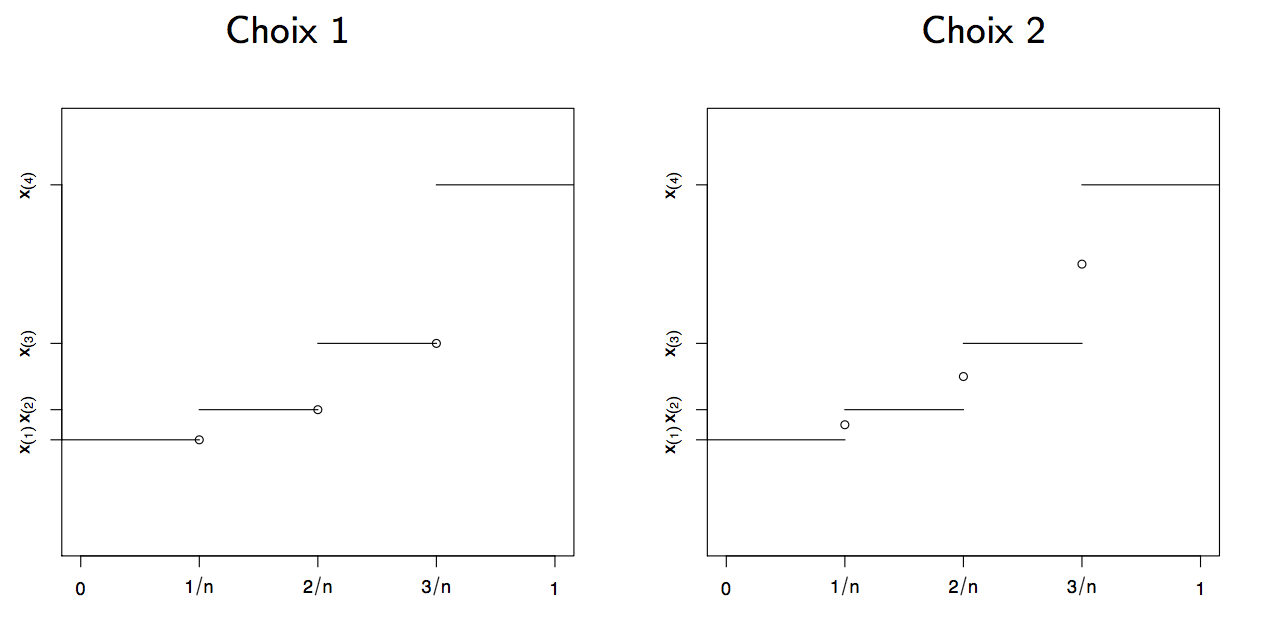 Choix 1
x(4)
x(3)
x(2)
x(1)
0 1/n 2/n 3/n 1
Choix 2
x(4)
x(3)
x(2)
x(1)
0 1/n 2/n 3/n 1